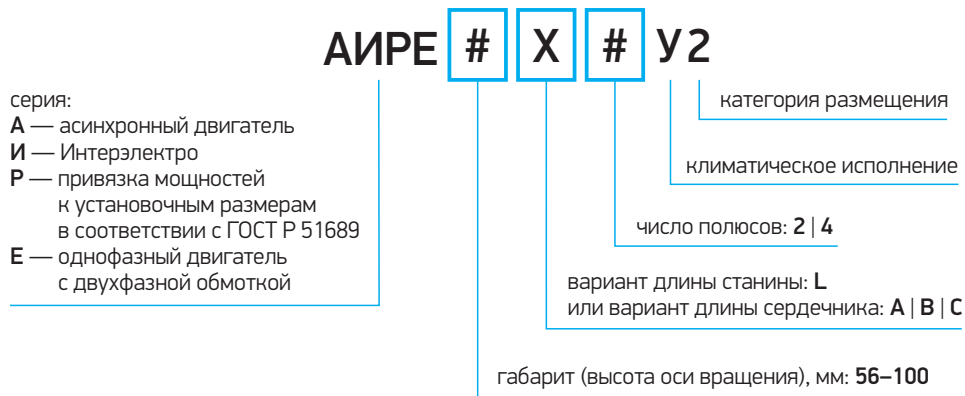 АИРЕ # Х # У2
серия:
А — асинхронный двигатель
И — Интерэлектро
Р — привязка мощностей
к установочным размерам
в соответствии с ГОСТ Р 51689
Е — однофазный двигатель
с двухфазной обмоткой
категория размещения
климатическое исполнение
число полюсов: 2 | 4
вариант длины станины: L
или вариант длины сердечника: A | B | C
габарит (высота оси вращения), мм: 56–100